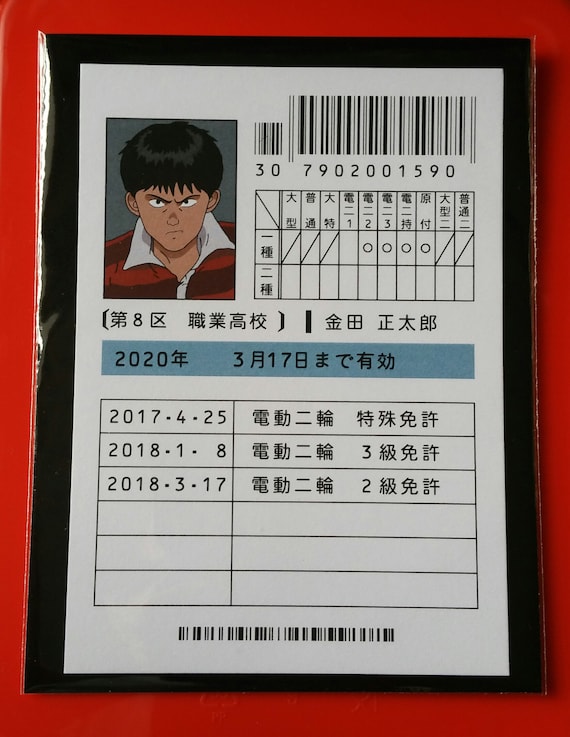 30 7902001590
大型 普通 大特 電二1 電二2 電二3 電二持 原付 大型二 普通二
一種 ○ ○ ○ ○
二種
〔第8区 職業高校〕 金田 正太郎
2020年 3月17日まで有効
2017・4・25 電動二輪 特殊免許
2018・1・ 8 電動二輪 3級免許
2018・3・17 電動二輪 2級免許